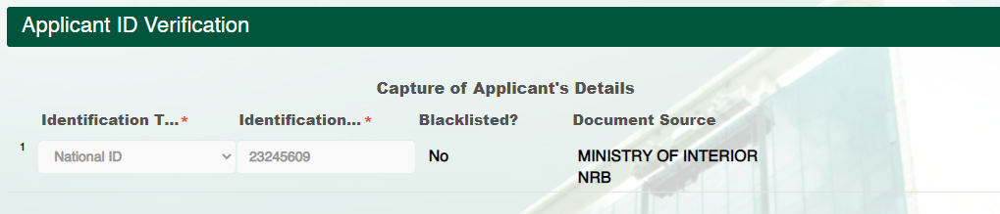 Applicant ID Verification
Capture of Applicant's Details
Identification T...* Identification... * Blacklisted? Document Source
1 National ID 23245609 No MINISTRY OF INTERIOR
NRB